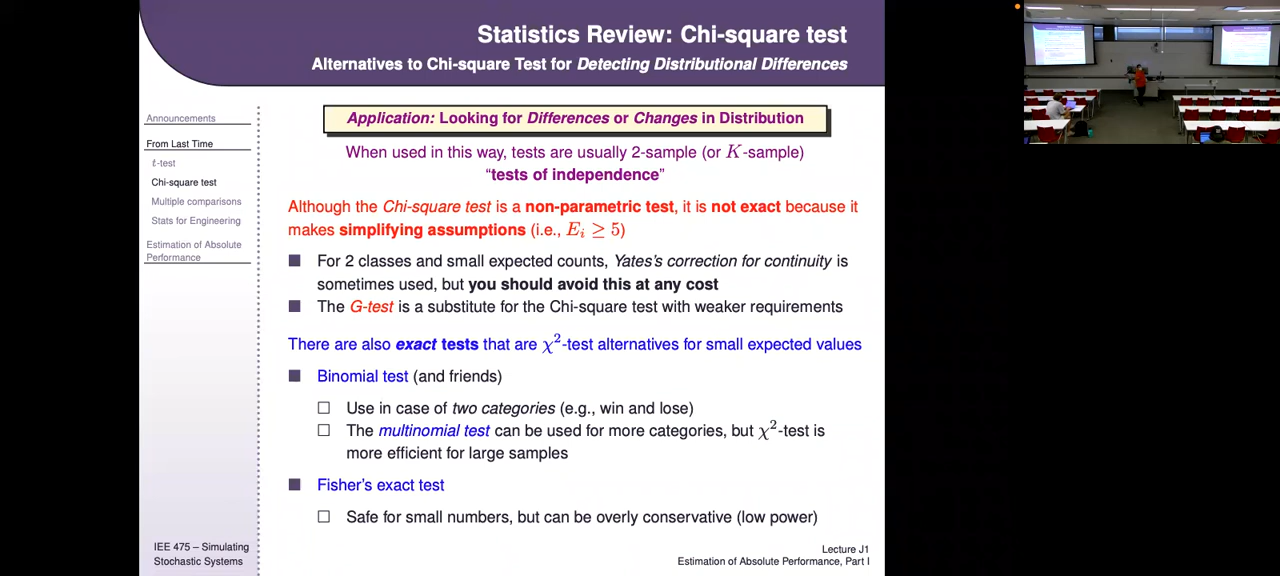 Statistics Review: Chi-square test
Alternatives to Chi-square Test for Detecting Distributional Differences
Announcements
From Last Time
t-test
Chi-square test
Multiple comparisons
Stats for Engineering
Estimation of Absolute
Performance
Application: Looking for Differences or Changes in Distribution
When used in this way, tests are usually 2-sample (or K-sample)
“tests of independence”
Although the Chi-square test is a non-parametric test, it is not exact because it
makes simplifying assumptions (i.e., Eᵢ ≥ 5)
■ For 2 classes and small expected counts, Yates's correction for continuity is
sometimes used, but you should avoid this at any cost
■ The G-test is a substitute for the Chi-square test with weaker requirements
There are also exact tests that are χ²-test alternatives for small expected values
■ Binomial test (and friends)
□ Use in case of two categories (e.g., win and lose)
□ The multinomial test can be used for more categories, but χ²-test is
more efficient for large samples
■ Fisher's exact test
□ Safe for small numbers, but can be overly conservative (low power)
IEE 475 – Simulating
Stochastic Systems
Lecture J1
Estimation of Absolute Performance, Part I